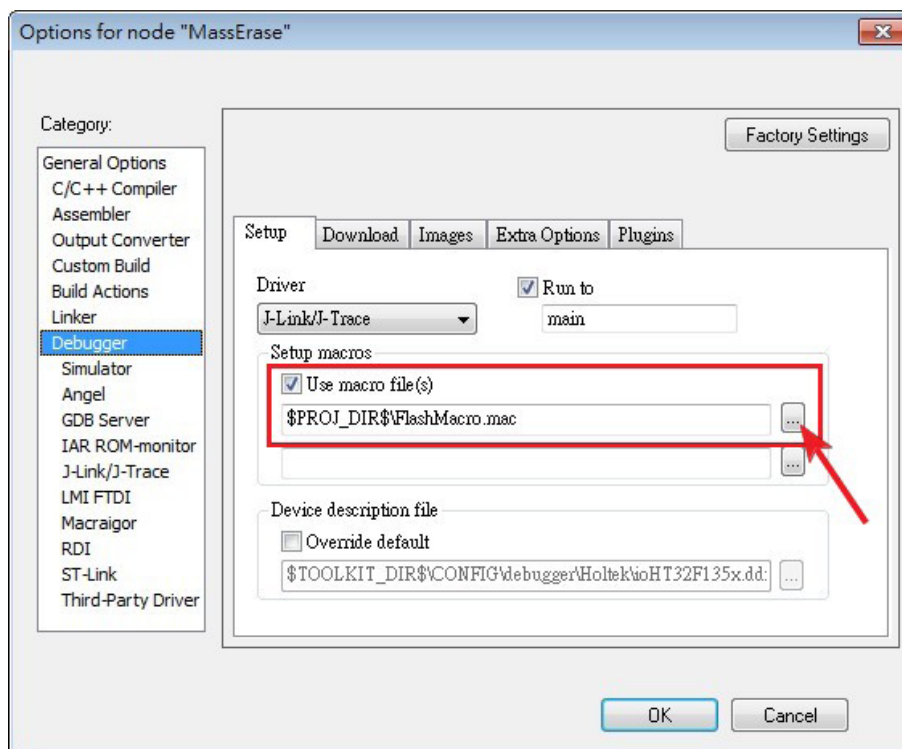 Options for node "MassErase"
Category:
General Options
C/C++ Compiler
Assembler
Output Converter
Custom Build
Build Actions
Linker
Debugger
Simulator
Angel
GDB Server
IAR ROM-monitor
J-Link/J-Trace
LMI FTDI
Macraigor
RDI
ST-Link
Third-Party Driver
Factory Settings
Setup Download Images Extra Options Plugins
Driver Run to
J-Link/J-Trace main
Setup macros
Use macro file(s)
$PROJ_DIR$\FlashMacro.mac ...
...
Device description file
Override default
$TOOLKIT_DIR$\CONFIG\debugger\Holtek\ioHT32F135x.dd: ...
OK Cancel